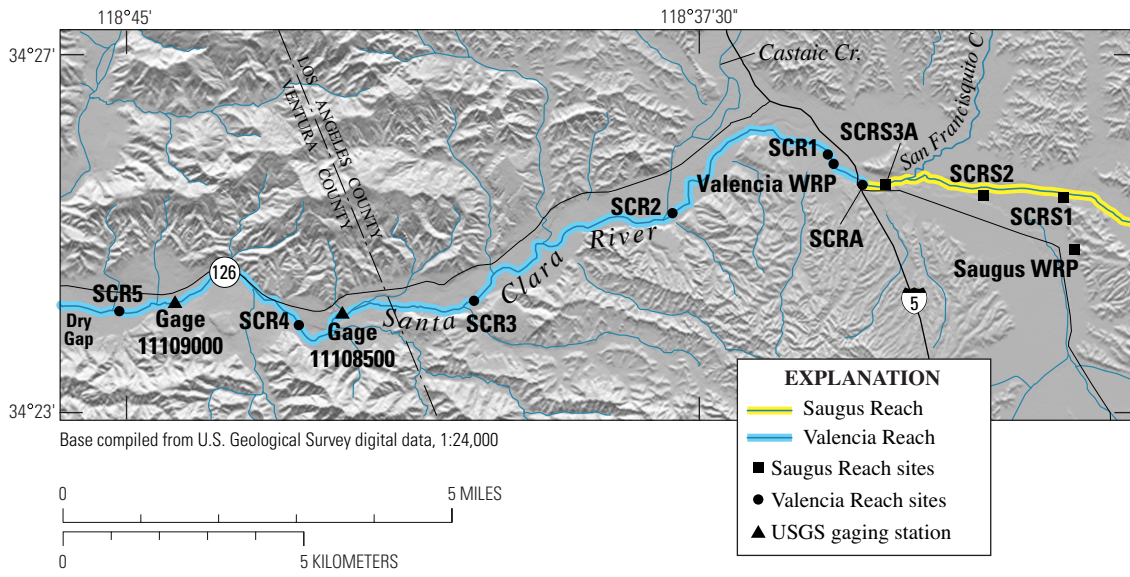 118°45'
118°37'30"
34°27'
34°23'
LOS ANGELES COUNTY
VENTURA COUNTY
Castaic Cr.
San Francisquito C
SCRS3A
SCR1
SCRS2
Valencia WRP
SCRS1
SCR2
SCRA
Saugus WRP
Santa Clara River
126
5
SCR5
Gage
11109000
SCR4
Gage
11108500
SCR3
Dry
Gap
EXPLANATION
Saugus Reach
Valencia Reach
Saugus Reach sites
Valencia Reach sites
USGS gaging station
Base compiled from U.S. Geological Survey digital data, 1:24,000
0 5 MILES
0 5 KILOMETERS